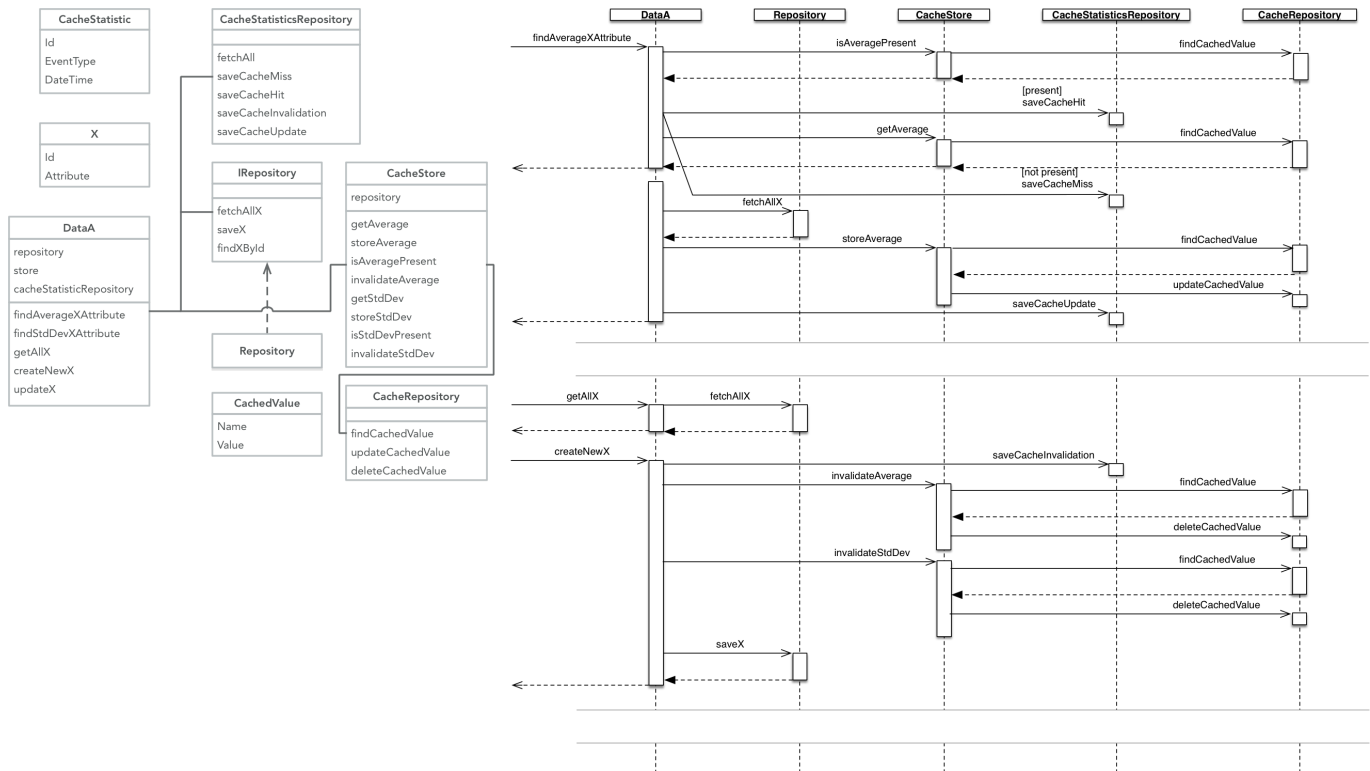 CacheStatistic
Id
EventType
DateTime
CacheStatisticsRepository
fetchAll
saveCacheMiss
saveCacheHit
saveCacheInvalidation
saveCacheUpdate
X
Id
Attribute
IRepository
fetchAllX
saveX
findXById
CacheStore
repository
getAverage
storeAverage
isAveragePresent
invalidateAverage
getStdDev
storeStdDev
isStdDevPresent
invalidateStdDev
DataA
repository
store
cacheStatisticRepository
findAverageXAttribute
findStdDevXAttribute
getAllX
createNewX
updateX
Repository
CachedValue
Name
Value
CacheRepository
findCachedValue
updateCachedValue
deleteCachedValue
DataA
Repository
CacheStore
CacheStatisticsRepository
CacheRepository
findAverageXAttribute
isAveragePresent
findCachedValue
[present]
saveCacheHit
getAverage
findCachedValue
[not present]
saveCacheMiss
fetchAllX
storeAverage
findCachedValue
updateCachedValue
saveCacheUpdate
getAllX
fetchAllX
createNewX
saveCacheInvalidation
invalidateAverage
findCachedValue
deleteCachedValue
invalidateStdDev
findCachedValue
deleteCachedValue
saveX